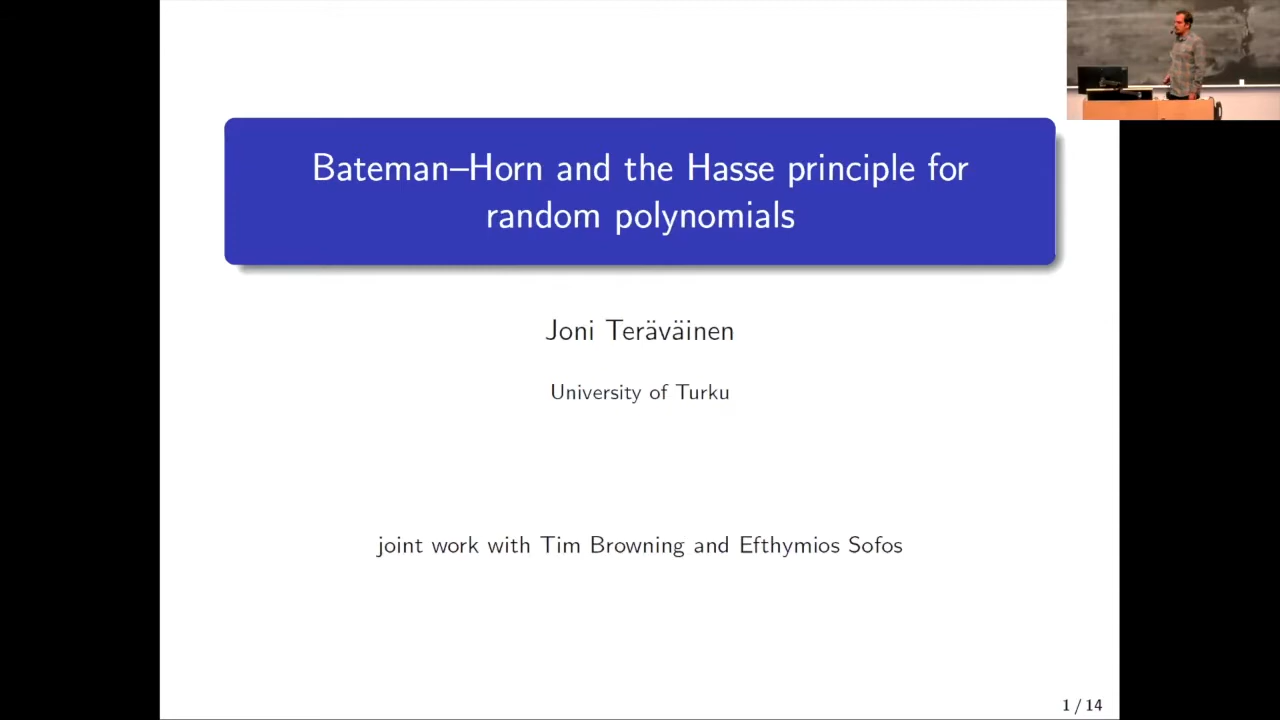 Bateman–Horn and the Hasse principle for
random polynomials
Joni Teräväinen
University of Turku
joint work with Tim Browning and Efthymios Sofos
1 / 14